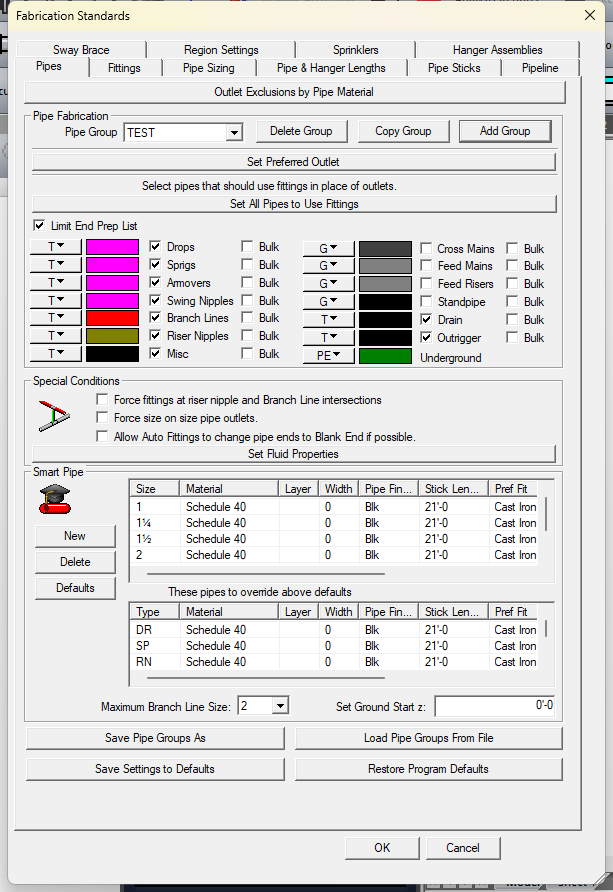 Fabrication Standards
Sway Brace Region Settings Sprinklers Hanger Assemblies
Pipes Fittings Pipe Sizing Pipe & Hanger Lengths Pipe Sticks Pipeline
Outlet Exclusions by Pipe Material
Pipe Fabrication
Pipe Group TEST Delete Group Copy Group Add Group
Set Preferred Outlet
Select pipes that should use fittings in place of outlets.
Set All Pipes to Use Fittings
Limit End Prep List
T Drops Bulk G Cross Mains Bulk
T Sprigs Bulk G Feed Mains Bulk
T Armovers Bulk G Feed Risers Bulk
T Swing Nipples Bulk G Standpipe Bulk
T Branch Lines Bulk T Drain Bulk
T Riser Nipples Bulk T Outrigger Bulk
T Misc Bulk PE Underground
Special Conditions
Force fittings at riser nipple and Branch Line intersections
Force size on size pipe outlets.
Allow Auto Fittings to change pipe ends to Blank End if possible.
Set Fluid Properties
Smart Pipe
Size Material Layer Width Pipe Fin... Stick Len... Pref Fit
1 Schedule 40 0 Blk 21'-0 Cast Iron
1¼ Schedule 40 0 Blk 21'-0 Cast Iron
1½ Schedule 40 0 Blk 21'-0 Cast Iron
2 Schedule 40 0 Blk 21'-0 Cast Iron
New
Delete
Defaults
These pipes to override above defaults
Type Material Layer Width Pipe Fin... Stick Len... Pref Fit
DR Schedule 40 0 Blk 21'-0 Cast Iron
SP Schedule 40 0 Blk 21'-0 Cast Iron
RN Schedule 40 0 Blk 21'-0 Cast Iron
Maximum Branch Line Size: 2 Set Ground Start z: 0'-0
Save Pipe Groups As Load Pipe Groups From File
Save Settings to Defaults Restore Program Defaults
OK Cancel